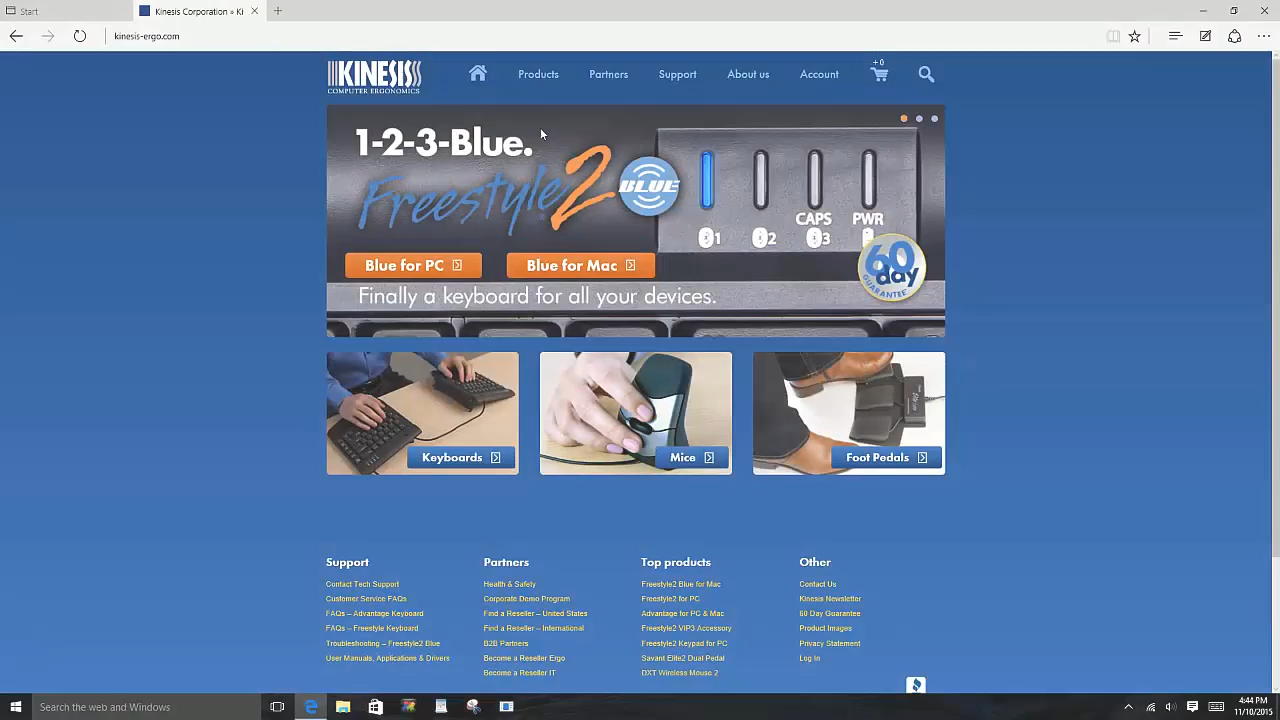 Start
Kinesis Corporation » Ki
kinesis-ergo.com
KINESIS
COMPUTER ERGONOMICS
Products
Partners
Support
About us
Account
+ 0
1-2-3-Blue.
Freestyle2
BLUE
CAPS
PWR
1
2
3
60
day
GUARANTEE
Blue for PC
Blue for Mac
Finally a keyboard for all your devices.
Keyboards
Mice
Foot Pedals
Support
Contact Tech Support
Customer Service FAQs
FAQs – Advantage Keyboard
FAQs – Freestyle Keyboard
Troubleshooting – Freestyle2 Blue
User Manuals, Applications & Drivers
Partners
Health & Safely
Corporate Demo Program
Find a Reseller – United States
Find a Reseller – International
B2B Partners
Become a Reseller Ergo
Become a Reseller IT
Top products
Freestyle2 Blue for Mac
Freestyle2 for PC
Advantage for PC & Mac
Freestyle2 VIP3 Accessory
Freestyle2 Keypad for PC
Savant Elite2 Dual Pedal
DXT Wireless Mouse 2
Other
Contact Us
Kinesis Newsletter
60 Day Guarantee
Product Images
Privacy Statement
Log In
Search the web and Windows
4:44 PM
11/10/2015